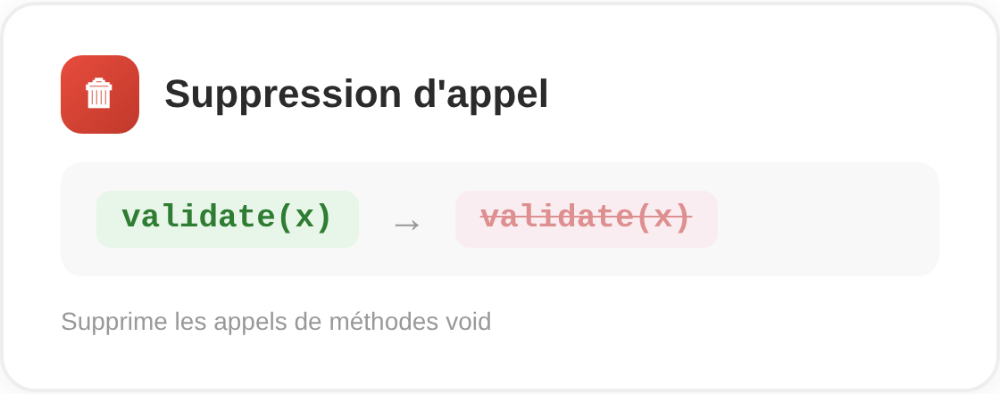 Suppression d'appel
validate(x) → validate(x)
Supprime les appels de méthodes void